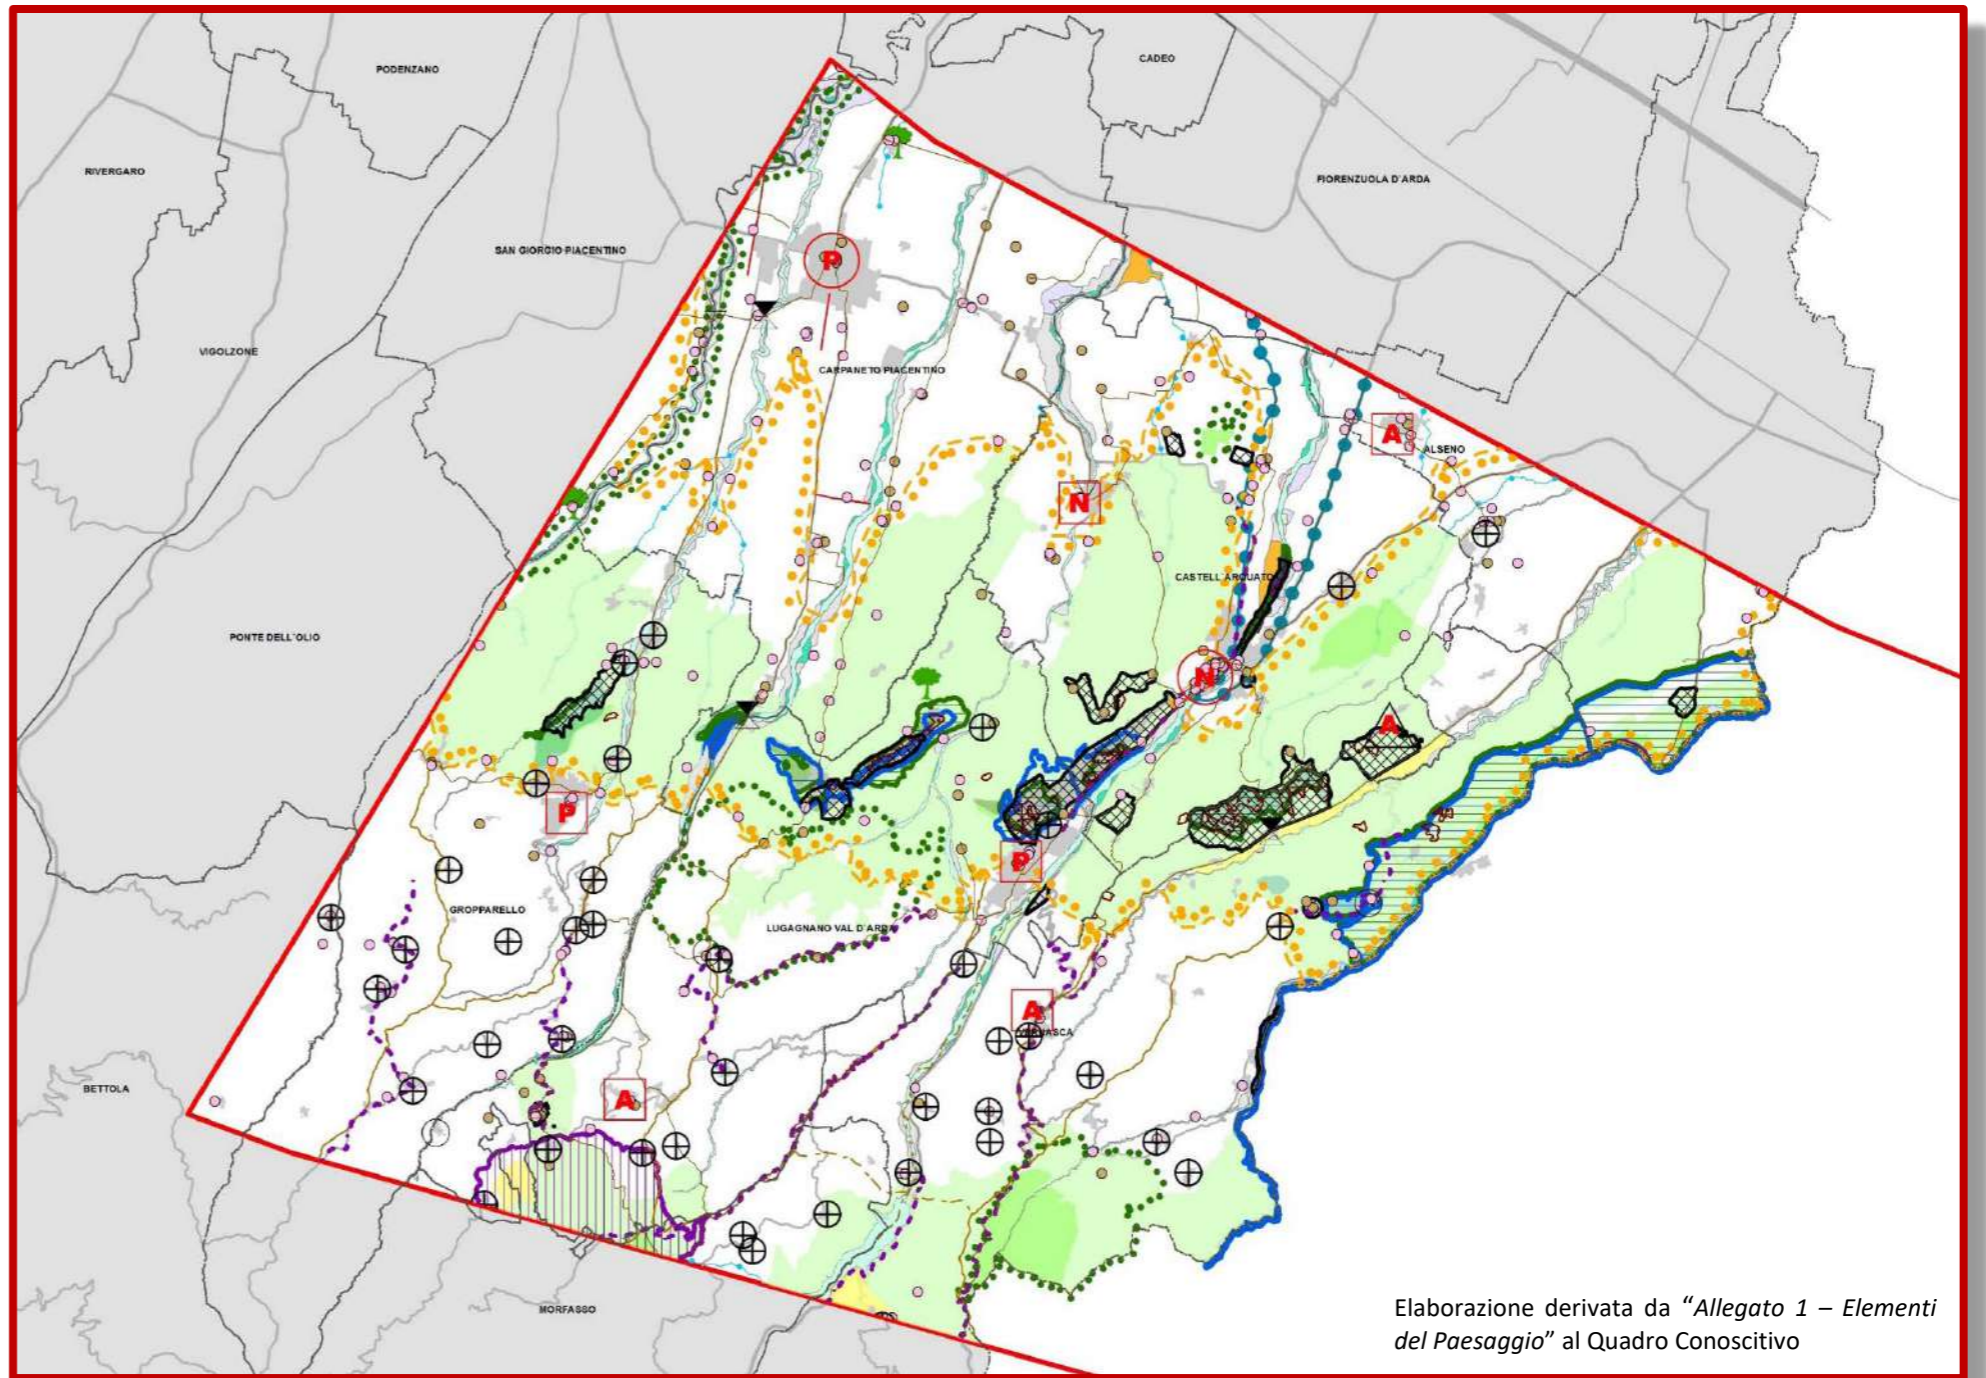 PODENZANO
CADEO
RIVERGARO
FIORENZUOLA D'ARDA
SAN GIORGIO PIACENTINO
P
VIGOLZONE
CARPANETO PIACENTINO
A
ALSENO
N
CASTELL'ARQUATO
PONTE DELL'OLIO
N
A
P
P
GROPPARELLO
LUGAGNANO VAL D'ARDA
A
VERNASCA
BETTOLA
A
MORFASSO
Elaborazione derivata da “Allegato 1 – Elementi
del Paesaggio” al Quadro Conoscitivo